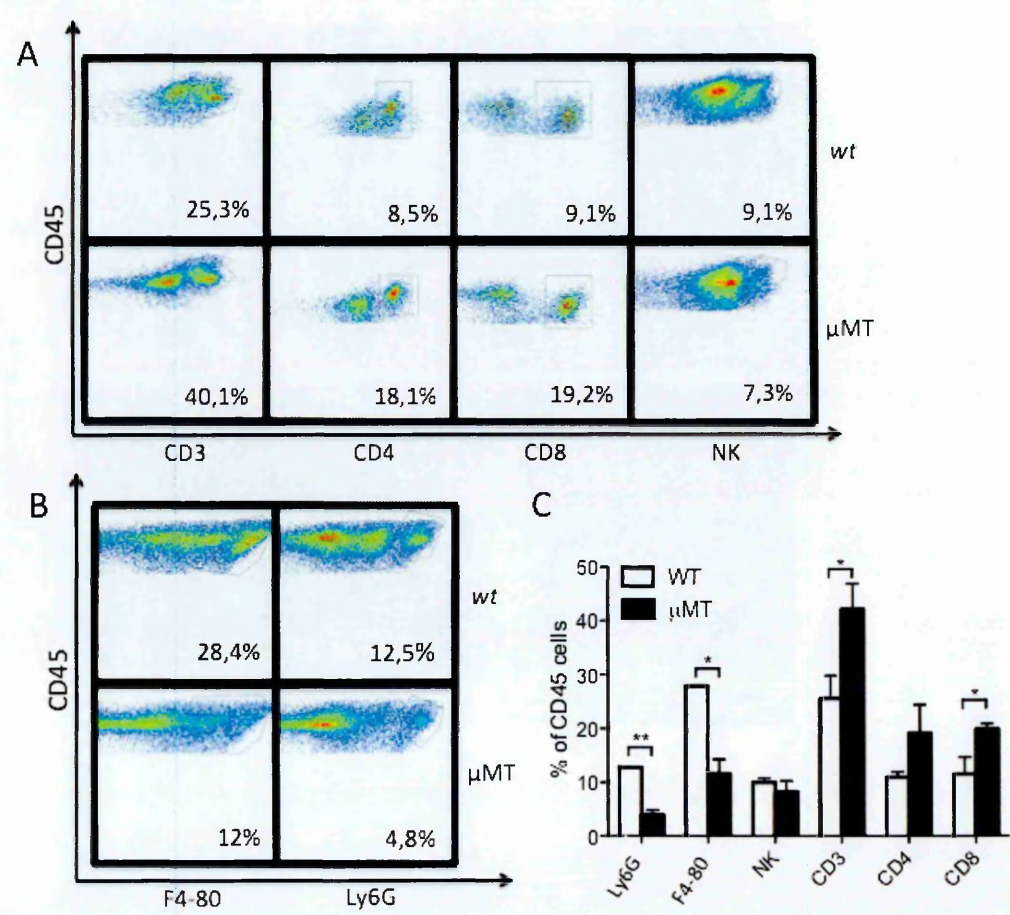 A
CD45
25,3%
8,5%
9,1%
9,1%
wt
40,1%
18,1%
19,2%
7,3%
µMT
CD3
CD4
CD8
NK
B
CD45
28,4%
12,5%
wt
12%
4,8%
µMT
F4-80
Ly6G
C
% of CD45 cells
50
40
30
20
10
0
WT
µMT
**
*
*
*
Ly6G
F4-80
NK
CD3
CD4
CD8